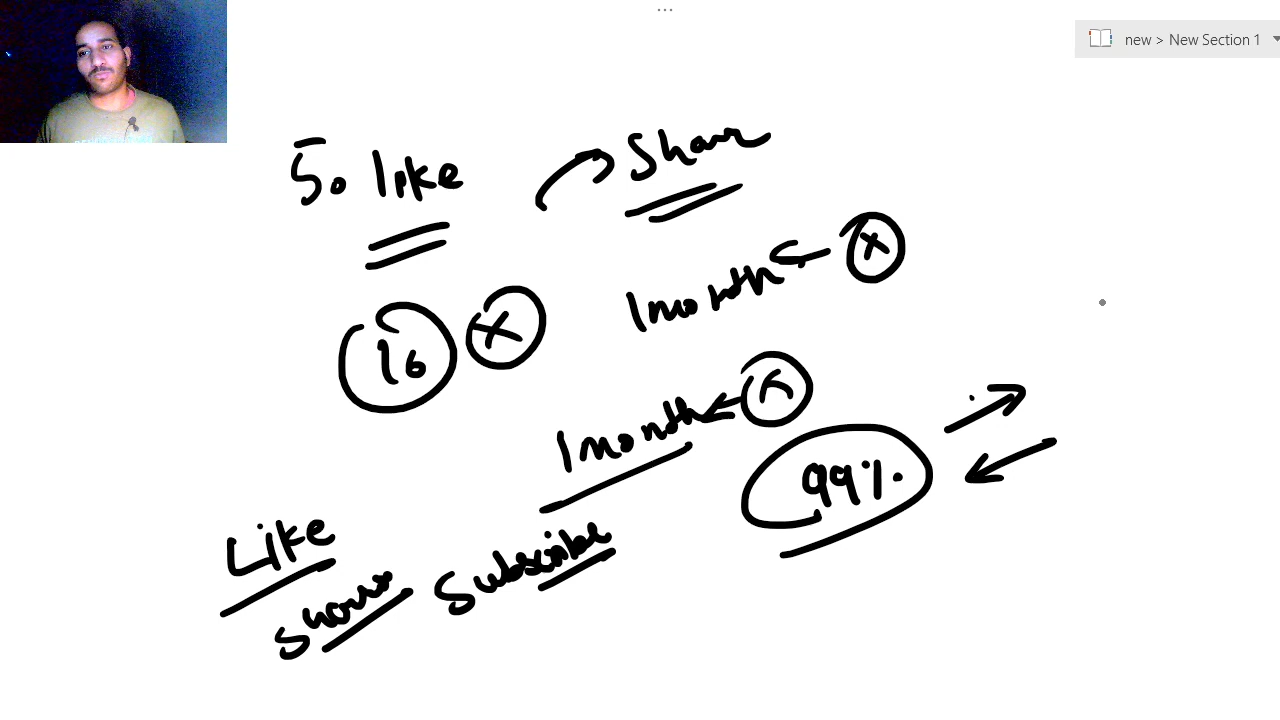 new > New Section 1
50 like
Share
16 X
1 month X
1 month
99%
Like
Share
Subscribe